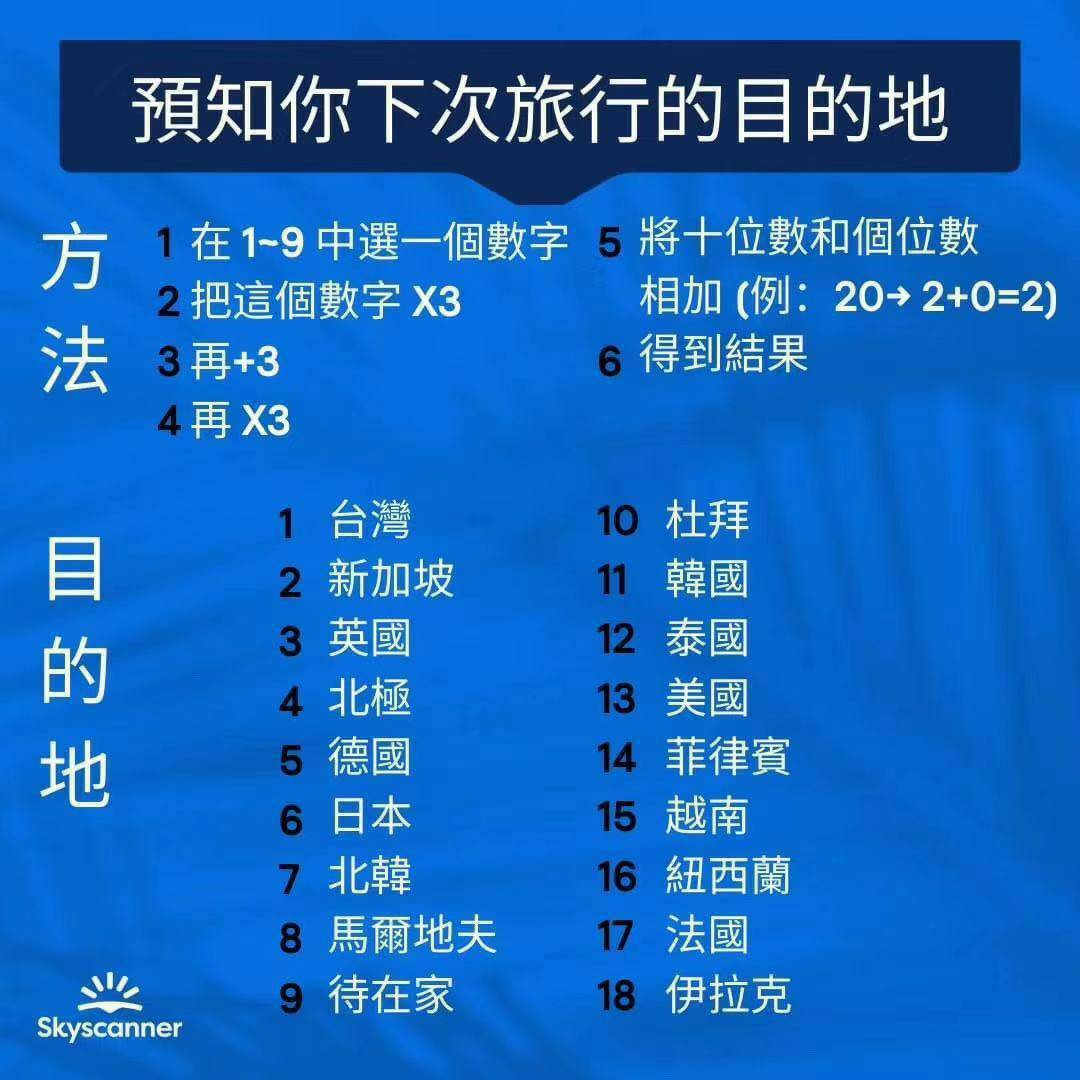 預知你下次旅行的目的地
方法
1 在 1~9 中選一個數字
2 把這個數字 X3
3 再+3
4 再 X3
5 將十位數和個位數
相加 (例：20→ 2+0=2)
6 得到結果
目的地
1 台灣
2 新加坡
3 英國
4 北極
5 德國
6 日本
7 北韓
8 馬爾地夫
9 待在家
10 杜拜
11 韓國
12 泰國
13 美國
14 菲律賓
15 越南
16 紐西蘭
17 法國
18 伊拉克
Skyscanner